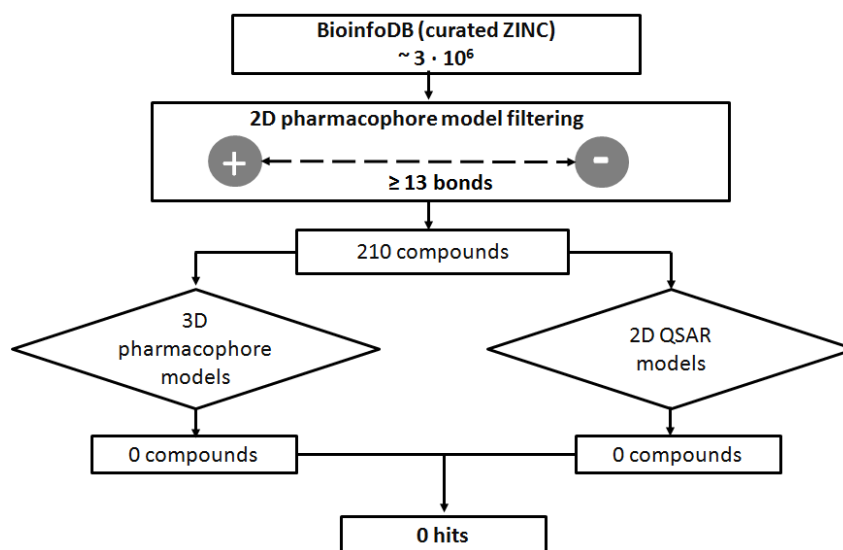 BioinfoDB (curated ZINC)
~ 3 · 10⁶
2D pharmacophore model filtering
+ -
≥ 13 bonds
210 compounds
3D
pharmacophore
models
2D QSAR
models
0 compounds
0 compounds
0 hits